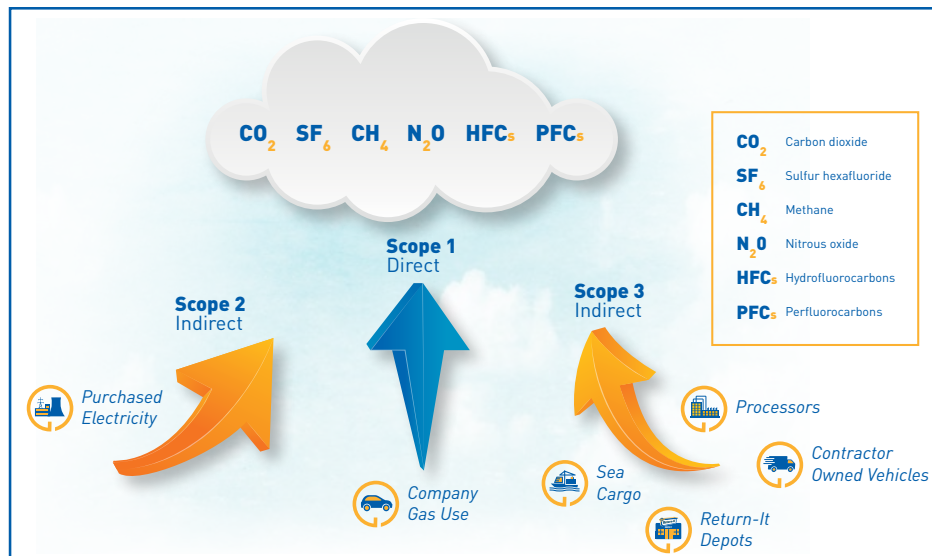 CO2 SF6 CH4 N2O HFCs PFCs
CO2 Carbon dioxide
SF6 Sulfur hexafluoride
CH4 Methane
N2O Nitrous oxide
HFCs Hydrofluorocarbons
PFCs Perfluorocarbons
Scope 1
Direct
Scope 2
Indirect
Scope 3
Indirect
Purchased
Electricity
Company
Gas Use
Processors
Contractor
Owned Vehicles
Sea
Cargo
Return-It
Depots